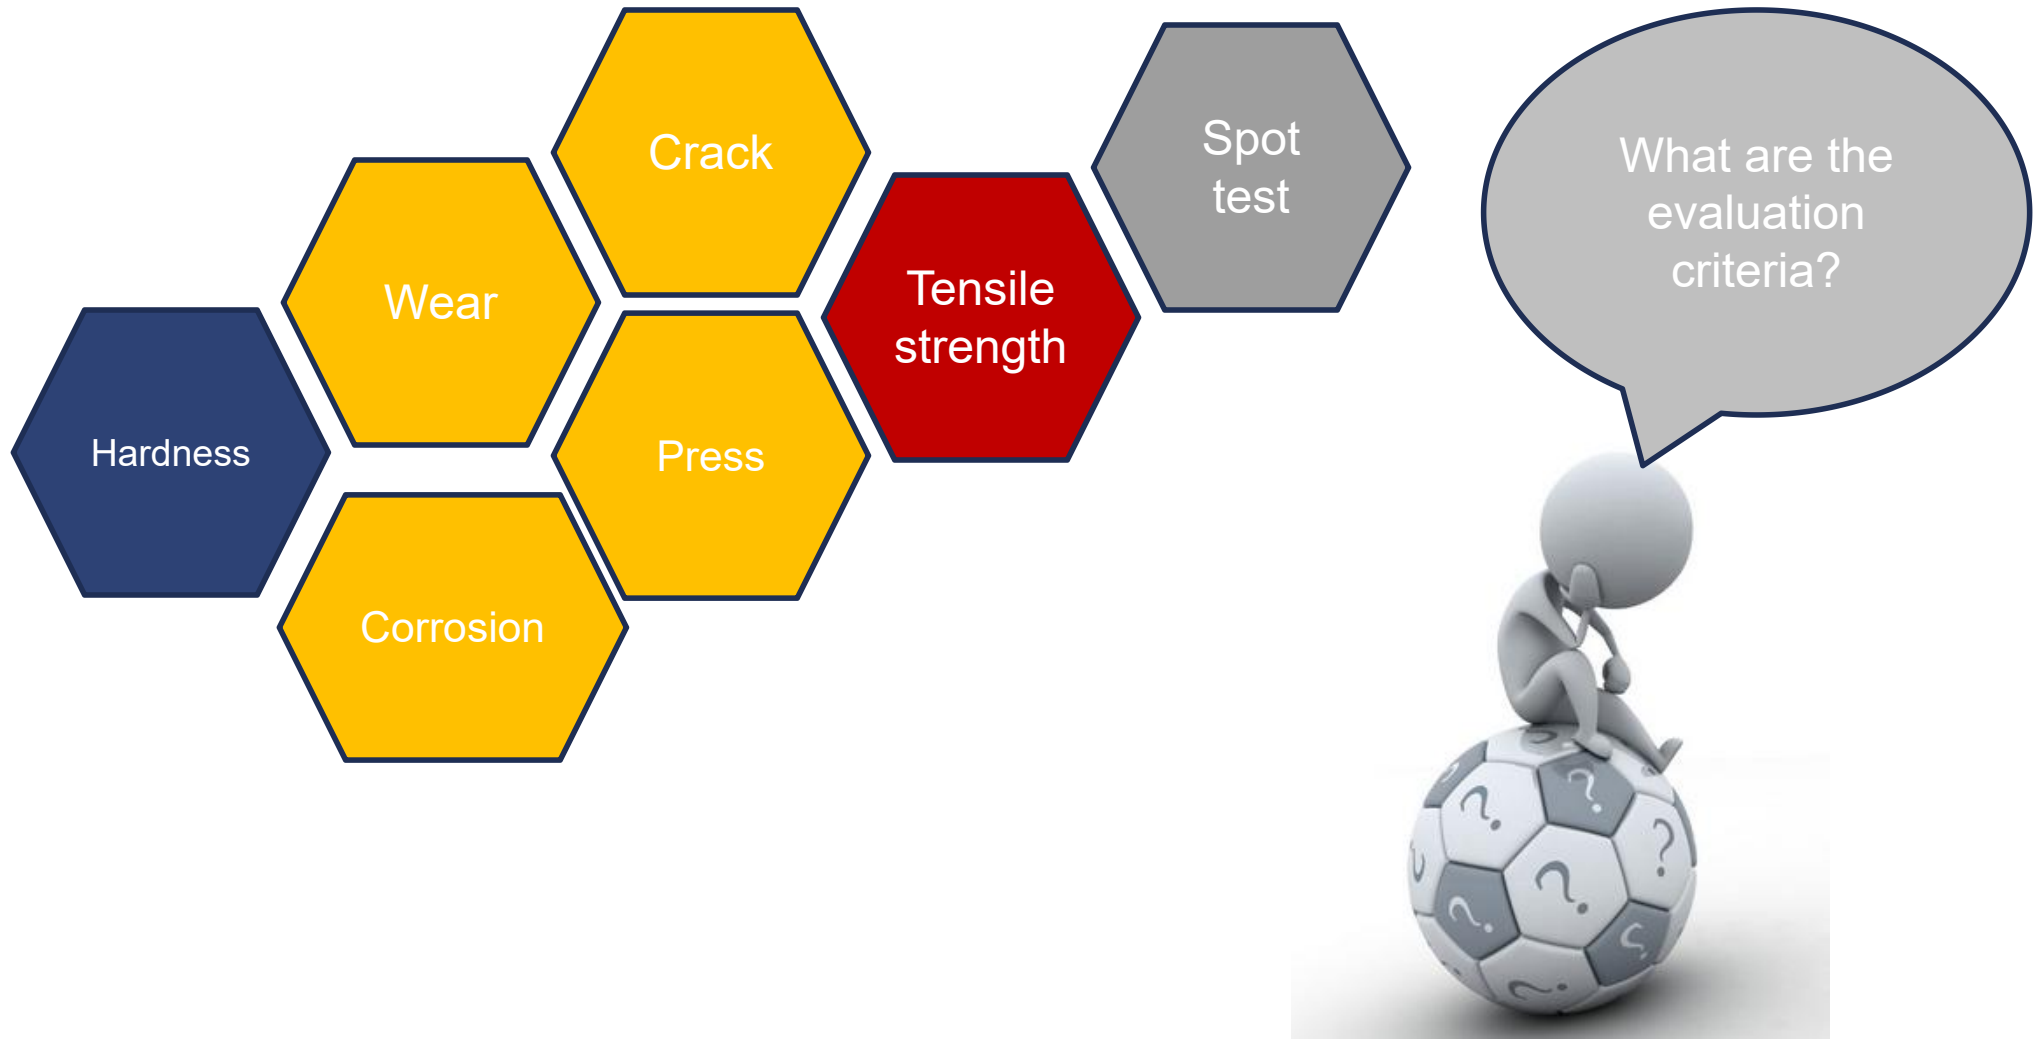 Crack
Spot
test
What are the
evaluation
criteria?
Wear
Tensile
strength
Hardness
Press
Corrosion
?
?
?
?
?
?
?
?